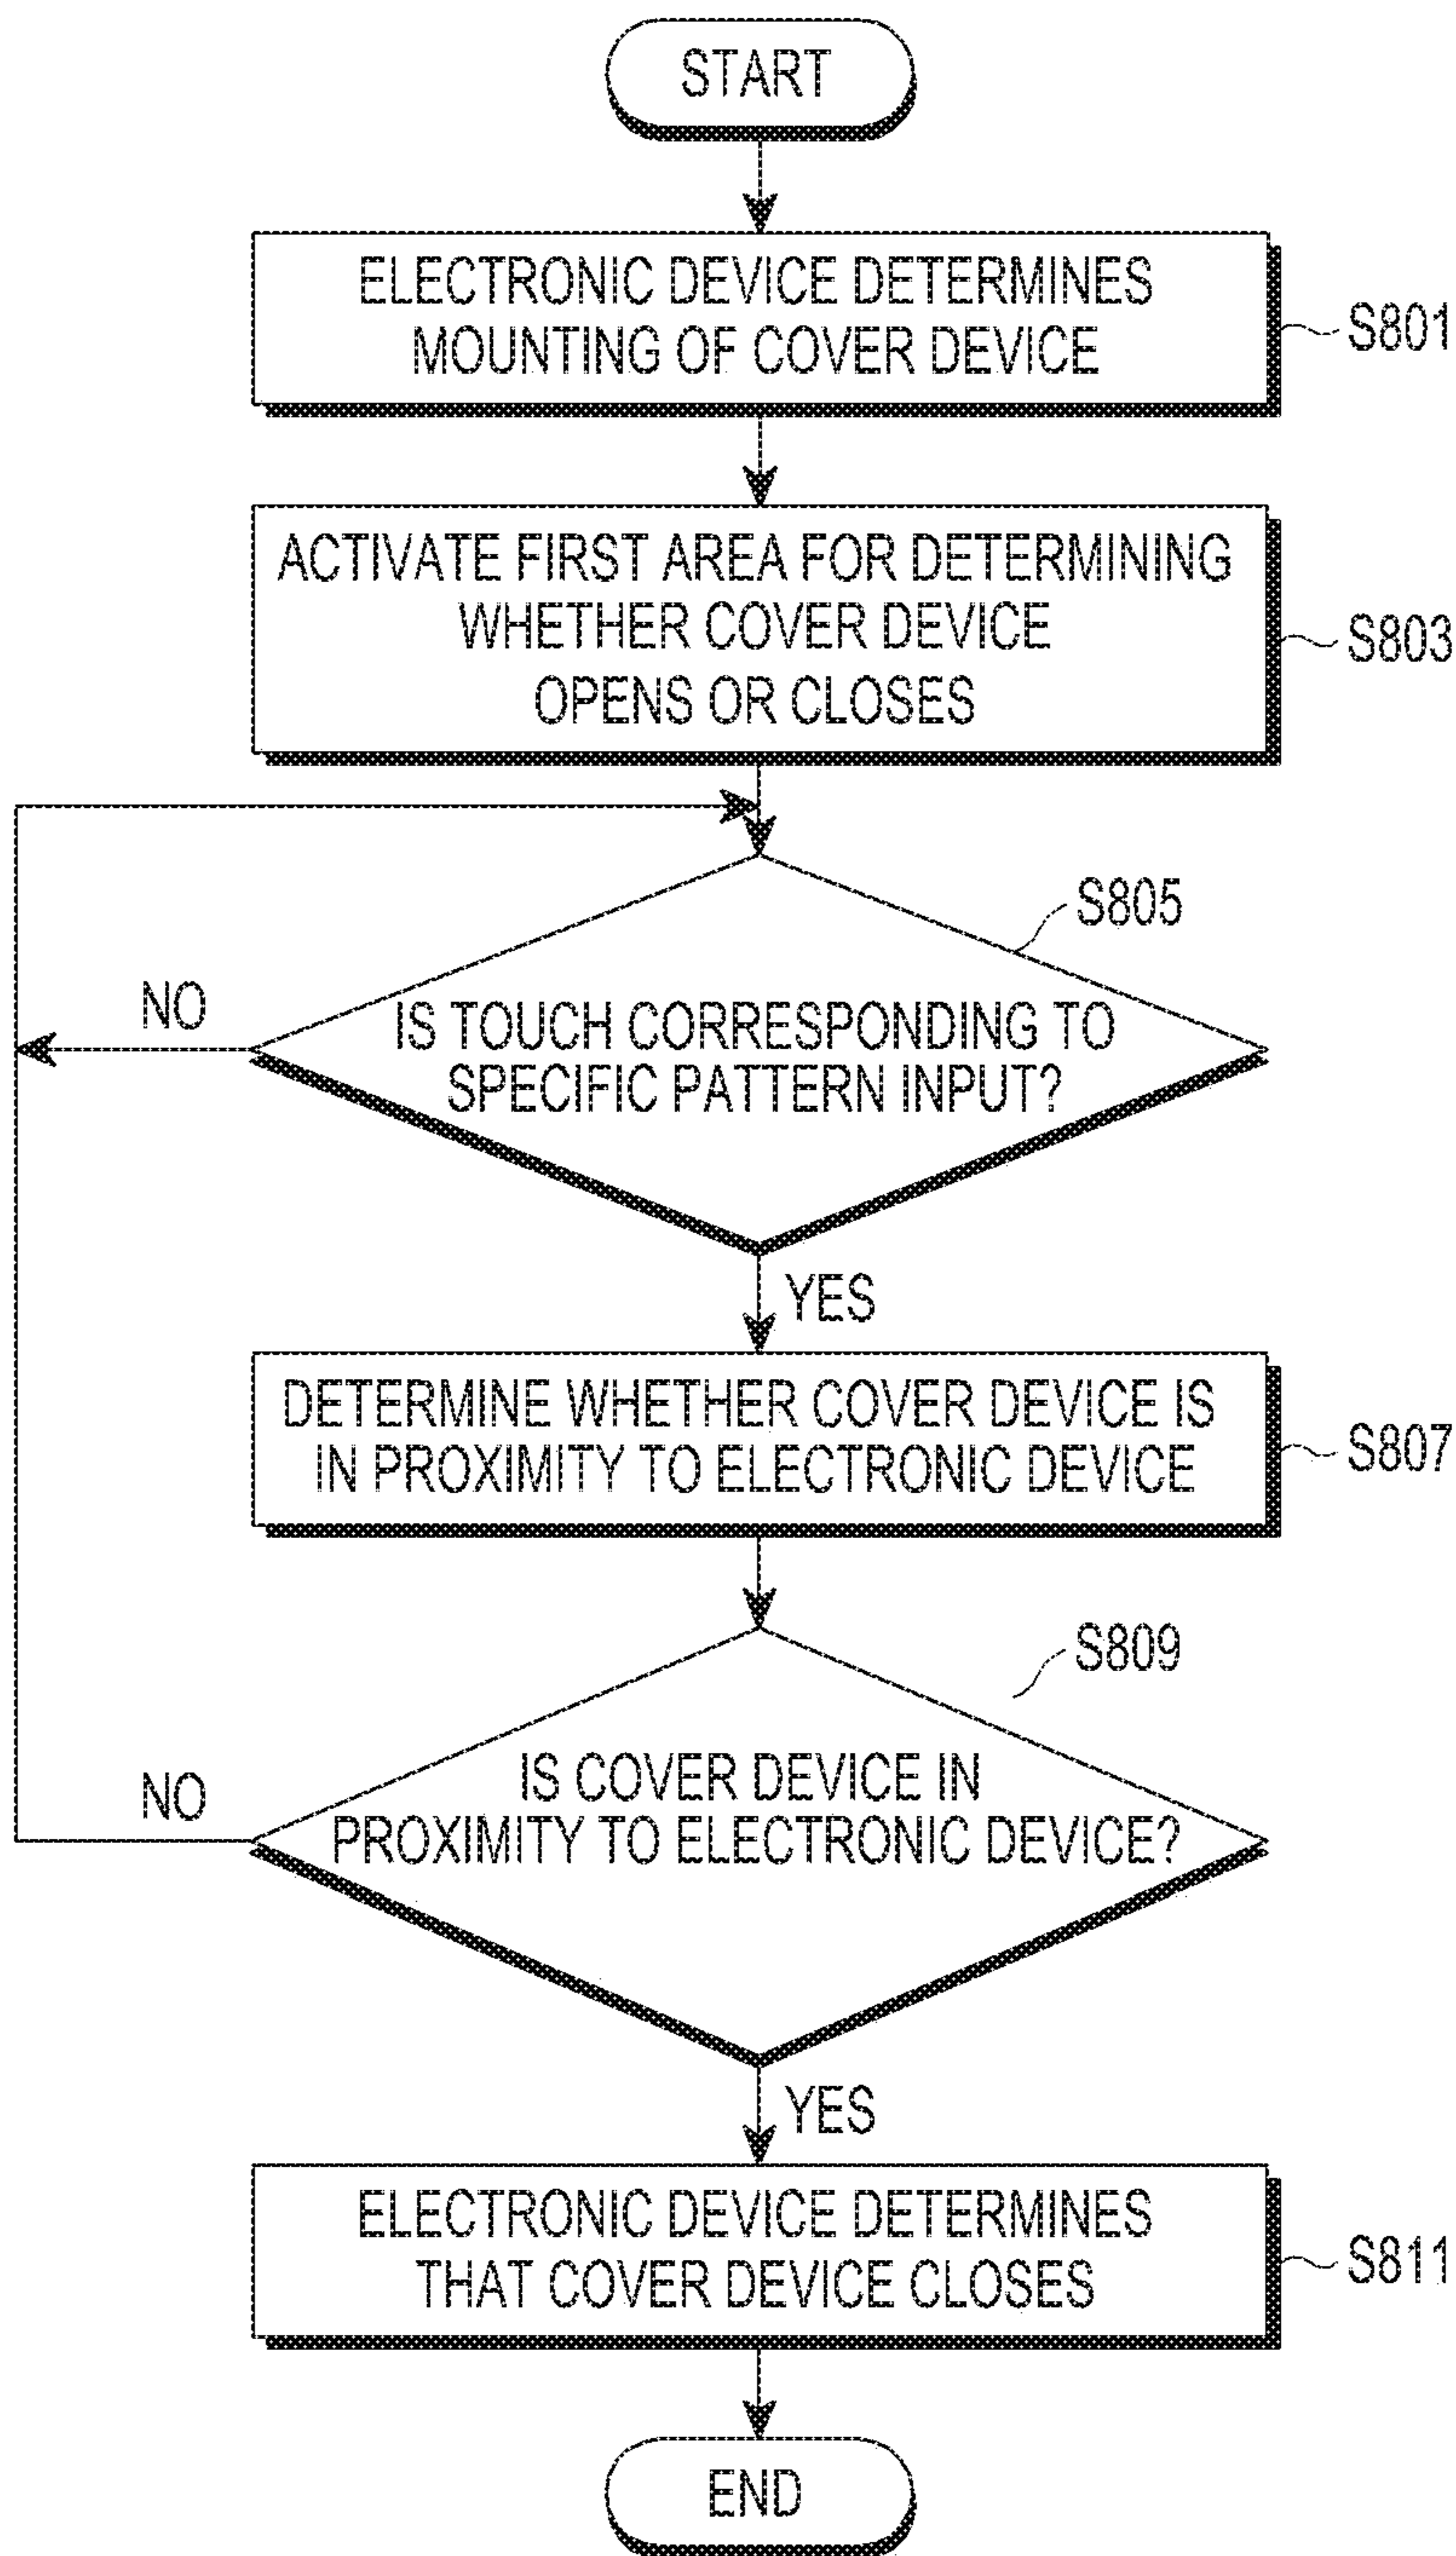 START
ELECTRONIC DEVICE DETERMINES
MOUNTING OF COVER DEVICE
S801
ACTIVATE FIRST AREA FOR DETERMINING
WHETHER COVER DEVICE
OPENS OR CLOSES
S803
S805
NO
IS TOUCH CORRESPONDING TO
SPECIFIC PATTERN INPUT?
YES
DETERMINE WHETHER COVER DEVICE IS
IN PROXIMITY TO ELECTRONIC DEVICE
S807
S809
NO
IS COVER DEVICE IN
PROXIMITY TO ELECTRONIC DEVICE?
YES
ELECTRONIC DEVICE DETERMINES
THAT COVER DEVICE CLOSES
S811
END